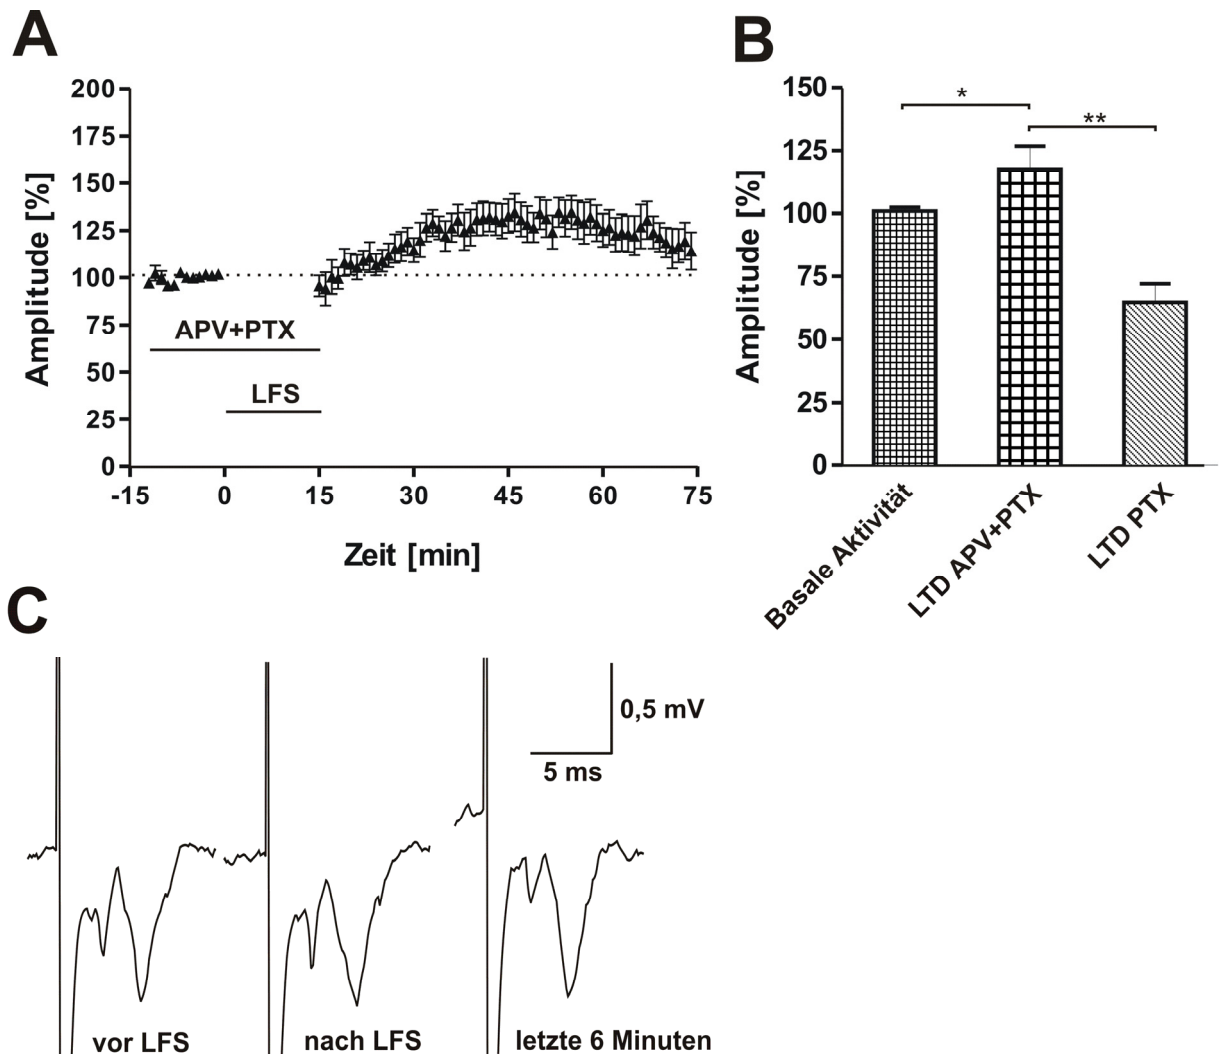 A
200
175
150
125
100
75
50
25
0
Amplitude [%]
APV+PTX
LFS
-15 0 15 30 45 60 75
Zeit [min]
B
150
125
100
75
50
25
0
Amplitude [%]
*
**
Basale Aktivität
LTD APV+PTX
LTD PTX
C
0,5 mV
5 ms
vor LFS
nach LFS
letzte 6 Minuten